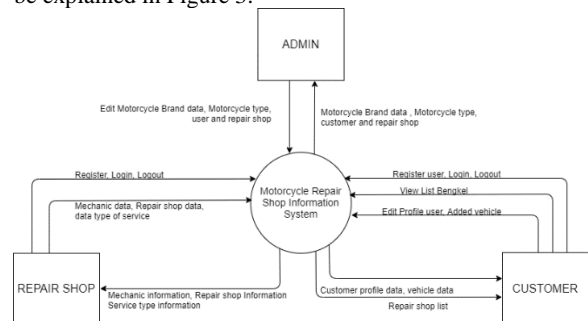 be explained in Figure 3.
ADMIN
Edit Motorcycle Brand data, Motorcycle type,
user and repair shop
Motorcycle Brand data , Motorcycle type,
customer and repair shop
Register, Login, Logout
Mechanic data, Repair shop data,
data type of service
Motorcycle Repair
Shop Information
System
Register user, Login, Logout
View List Bengkel
Edit Profile user, Added vehicle
REPAIR SHOP
Mechanic information, Repair shop Information
Service type information
Customer profile data, vehicle data
Repair shop list
CUSTOMER